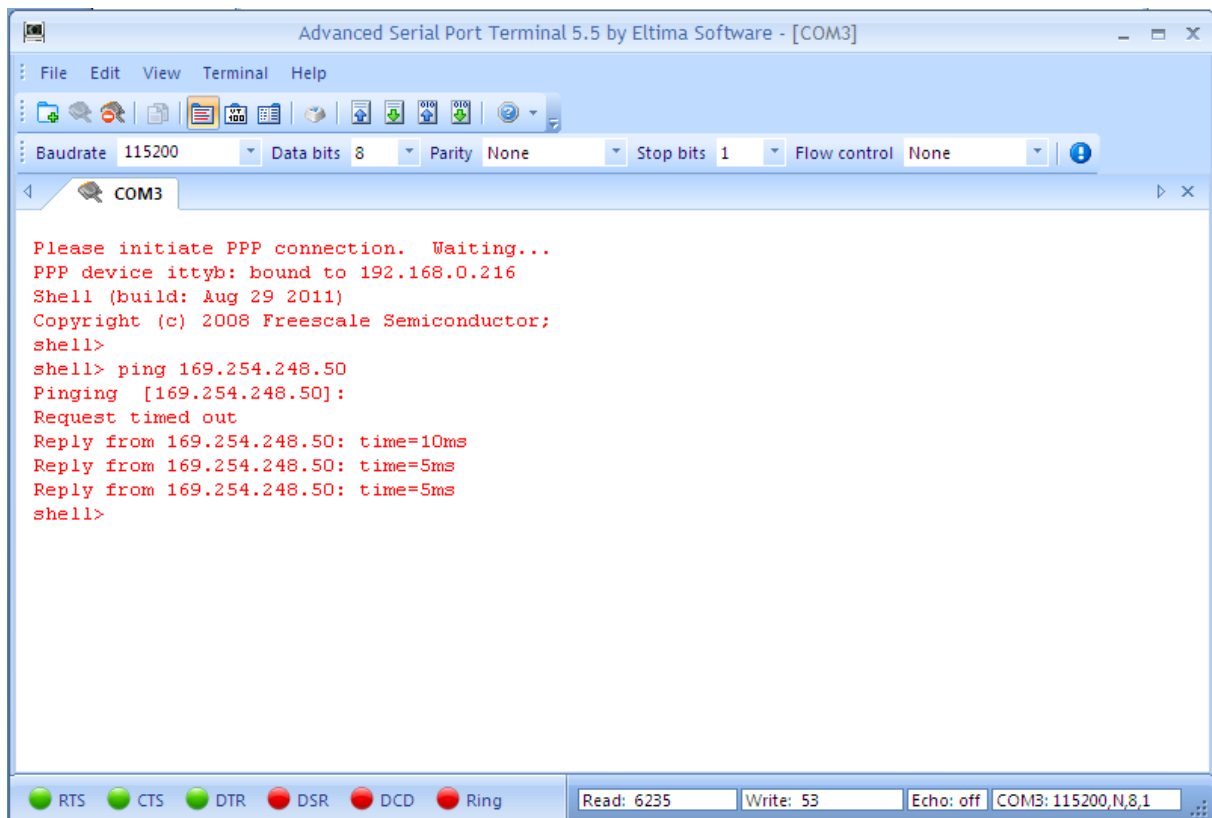 Advanced Serial Port Terminal 5.5 by Eltima Software - [COM3]
File Edit View Terminal Help
Baudrate 115200 Data bits 8 Parity None Stop bits 1 Flow control None
COM3
Please initiate PPP connection.  Waiting...
PPP device ittyb: bound to 192.168.0.216
Shell (build: Aug 29 2011)
Copyright (c) 2008 Freescale Semiconductor;
shell>
shell> ping 169.254.248.50
Pinging  [169.254.248.50]:
Request timed out
Reply from 169.254.248.50: time=10ms
Reply from 169.254.248.50: time=5ms
Reply from 169.254.248.50: time=5ms
shell>
RTS CTS DTR DSR DCD Ring Read: 6235 Write: 53 Echo: off COM3: 115200,N,8,1